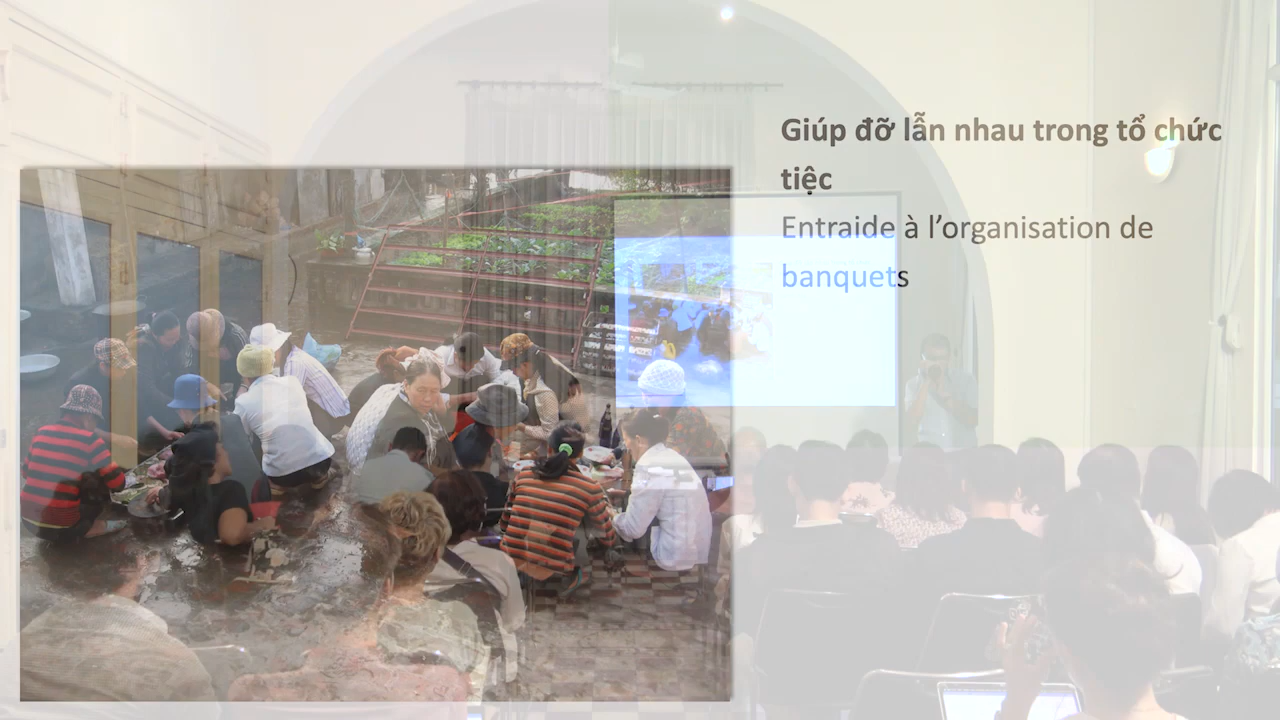 Giúp đỡ lẫn nhau trong tổ chức
tiệc
Entraide à l’organisation de
banquets